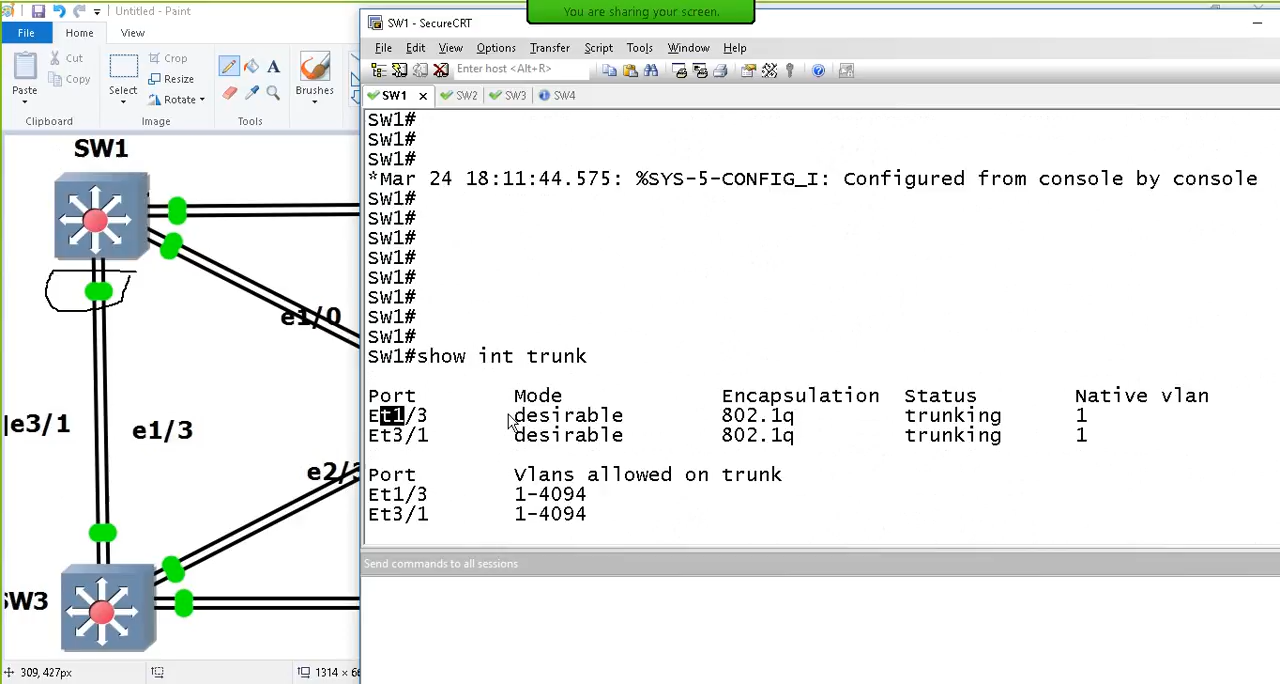 You are sharing your screen.
Untitled - Paint
File
Home
View
Paste
Cut
Copy
Clipboard
Select
Crop
Resize
Rotate
Image
Tools
Brushes
SW1
e1/0
e3/1
e1/3
SW3
309, 427px
SW1 - SecureCRT
File Edit View Options Transfer Script Tools Window Help
Enter host <Alt+R>
SW1 SW2 SW3 SW4
SW1#
SW1#
SW1#
*Mar 24 18:11:44.575: %SYS-5-CONFIG_I: Configured from console by console
SW1#
SW1#
SW1#
SW1#
SW1#
SW1#
SW1#
SW1#
SW1#show int trunk
Port Mode Encapsulation Status Native vlan
Et1/3 desirable 802.1q trunking 1
Et3/1 desirable 802.1q trunking 1
Port Vlans allowed on trunk
Et1/3 1-4094
Et3/1 1-4094
Send commands to all sessions